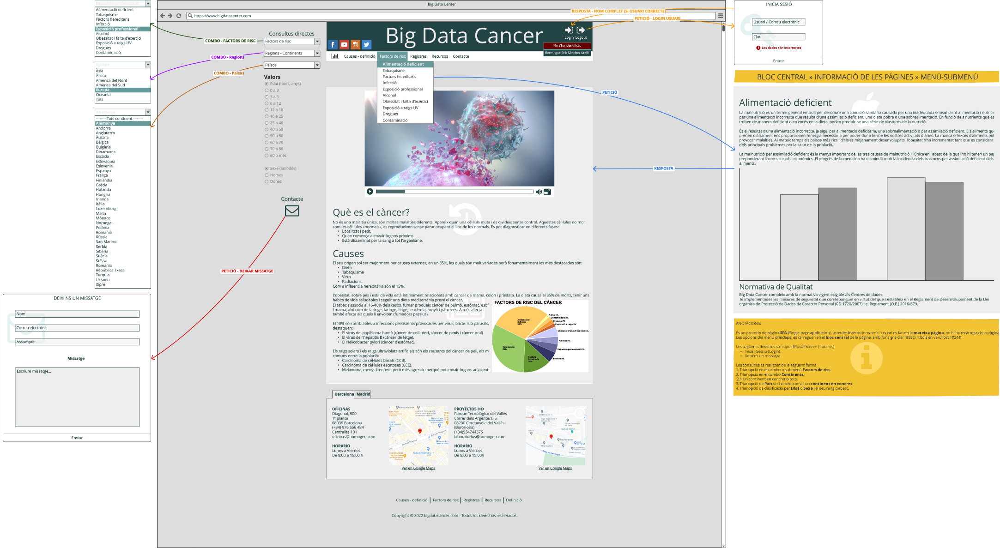 Exposició professional
Alimentació deficient
Tabaquisme
Factors hereditaris
Infecció
Exposició professional
Alcohol
Obessitat i falta d'exercici
Exposició a raigs UV
Drogues
Contaminació
Europa
Àsia
Àfrica
Amèrica del Nord
Amèrica del Sud
Europa
Oceania
Tots
Alemanya
-------- Tots continent --------
Alemanya
Andorra
Anglaterra
Àustria
Bèlgica
Bulgària
Dinamarca
Escòcia
Eslovàquia
Eslovènia
Espanya
França
Finlàndia
Grècia
Holanda
Hongria
Irlanda
Itàlia
Luxemburg
Malta
Mònaco
Noruega
Polònia
Romania
Rússia
San Marino
Sèrbia
Sibèria
Suècia
Suïssa
Romania
República Txeca
Turquia
Ucraïna
Xipre
DEIXI'NS UN MISSATGE
Nom
Correu electrònic
Assumpte
Missatge
Escriure missatge...
Enviar
COMBO - FACTORS DE RISC
COMBO - Regions
COMBO - Països
PETICIÓ - DEIXAR MISSATGE
Big Data Center
https://www.bigdatacenter.com
Consultes directes
Factors de risc
Regions - Continents
Països
Valors
Edat (totes, anys)
0 a 3
3 a 6
6 a 12
12 a 18
18 a 25
25 a 40
40 a 50
50 a 60
60 a 70
70 a 80
80 o més
Sexe (ambdós)
Homes
Dones
Contacte
Big Data Cancer
Login Logout
No s'ha identificat
Benvingut Erik Sánchez Krellt
Causes - definició Factors de risc Registres Recursos Contacte
Alimentació deficient
Tabaquisme
Factors hereditaris
Infecció
Exposició professional
Alcohol
Obessitat i falta d'exercici
Exposició a raigs UV
Drogues
Contaminació
Què es el càncer?
No és una malaltia única, són moltes malalties diferents. Apareix quan una cèl·lula muta i es divideix sense control. Aquestes cèl·lules no mor
com les cèl·lules «normals», es reprodueixen sense parar ocupant el lloc de les normals. Es pot diagnosticar en diferents fases:
• Localitzat i petit.
• Quan comença a envair òrgans pròxims.
• Està disseminat per la sang a tot l'organisme.
Causes
El seu origen sol ser majorment per causes externes, en un 85%, les quals són molt variades però fonamentalment les més destacades són:
• Dieta
• Tabaquisme
• Virus
• Radiacions.
Com a influència hereditària són el 15%.
L'obesitat, sobre pes i estil de vida està íntimament relacionats amb càncer de mama, còlon i pròstata. La dieta causa el 35% de morts, tenir uns
hàbits de vida saludables i seguir una dieta mediterrània prevé el càncer.
El tabac s'associa al 16-40% dels casos, fumar produeix càncer de pulmó, estómac, esòf
i mama, així com de laringe, faringe, fetge, leucèmia, ronyó i pàncrees. A més afecta
també afecta als quals li envolten (fumadors passius).
El 18% són atribuïbles a infeccions persistents provocades per virus, bacteris o paràsits,
destaquen:
• El virus del papil·loma humà (càncer de coll uterí, càncer de penis i càncer oral)
• El virus de l'hepatitis B (càncer de fetge).
• El Helicobacter pylori (càncer d'estómac).
Els raigs solars i els raigs ultraviolats artificials són els causants del càncer de pell, els mé
comuns entre la població:
• Carcinoma de cèl·lules basals (CCB).
• Carcinoma de cèl·lules escatoses (CCE).
• Melanoma, menys freqüent però més agressiu perquè pot envair òrgans adjacents
FACTORS DE RISC DEL CÀNCER
Altres 1%
Contaminació 2%
Drogues 3%
Exposició a raigs UV
Obessitat i falta d'exercici 5%
Alcohol 5%
Exposició professional 5%
Infecció 5%
Factors
hereditaris
15%
Tabaquisme
30%
Alimentació
deficient
30%
Barcelona Madrid
OFICINAS
Diagonal, 500
1ª planta
08036 Barcelona
(+34) 976 556 484
Centralita 101
oficinas@homogen.com
HORARIO
Lunes a Viernes
De 8:00 a 15:00 h
Ver en Google Maps
PROYECTOS I+D
Parque Tecnológico del Vallés
Carrer dels Argenters, 5,
08290 Cerdanyola del Vallès
(Barcelona)
(+34)934744375
laboratorios@homogen.com
HORARIO
Lunes a Viernes
De 8:00 a 15:00h
Ver en Google Maps
Causes - definició | Factors de risc | Registres | Recursos | Definició
Copyright © 2022 bigdatacancer.com - Todos los derechos reservados.
RESPOSTA - NOM COMPLET (SI USUARI CORRECTE)
PETICIÓ - LOGIN USUARI
PETICIÓ
RESPOSTA
INICIA SESIÓ
Usuari / Correu electrònic
Clau
Los dades són incorrectes
Entrar
BLOC CENTRAL » INFORMACIÓ DE LES PÁGINES » MENÚ-SUBMENÚ
Alimentació deficient
La malnutrició és un terme general emprat per descriure una condició sanitària causada per una inadequada o insuficient alimentació i nutrici
per una alimentació incorrecta que resulta d'una assimilació deficient, una dieta pobra o una sobrealimentació. En funció dels nutrients que es
troben de manera deficient o en excés en la dieta, poden produir-se una sèrie de trastorns de la nutrició.
És el resultat d'una alimentació incorrecta, ja sigui per alimentació deficitària, una sobrealimentació o per assimilació deficient. Els aliments que
prenen diàriament ens proporcionen l'energia necessària per poder dur a terme les nostres activitats diàries. La manca o l'excés d'aliments pot
provocar malalties. Al mateix temps als països més rics i d'altres mitjanament desenvolupats, l'obesitat s'ha incrementat tant que es considera
dels principals problemes per la salut de la població.
La malnutrició per assimilació deficient és la menys important de les tres causes de malnutrició i l'única en l'abast de la qual no hi tenen un pap
preponderant factors socials i econòmics. El progrés de la medicina ha disminuït molt la incidència dels trastorns per assimilació deficient dels
aliments.
Normativa de Qualitat
Big Data Cancer compleix amb la normativa vigent exigible als Centres de dades:
Té implementades les mesures de seguretat que corresponguin en virtut del que s'estableix en el Reglament de Desenvolupament de la Llei
orgànica de Protecció de Dades de Caràcter Personal (RD 1720/2007) i el Reglament (O.E.) 2016/679.
ANOTACIONS:
És un prototip de pàgina SPA (Single-page application), totes les interaccions amb l'usuari es fan en la mateixa pàgina, no hi ha recàrrega de la pàgina.
Les opcions del menú princiapal es carreguen en el bloc central de la pàgina, amb fons gris-clar (#EEE) i títols en verd fosc (#244).
Les següents finestres són tipus Modal Screen (flotants):
• Iniciar Sessió (Login).
• Deixi'ns un missatge.
Les consultes es realitzen de la següent forma:
1. Triar opció en el combo o submenú Factors de risc.
2. Triar opció en el combo Continents.
2.1 Un continent en concret o tots.
3. Triar opció de País si s'ha seleccionat un continent en concret.
4. Triar opció de clasificació per Edat o Sexe i el seu rang d'abast.